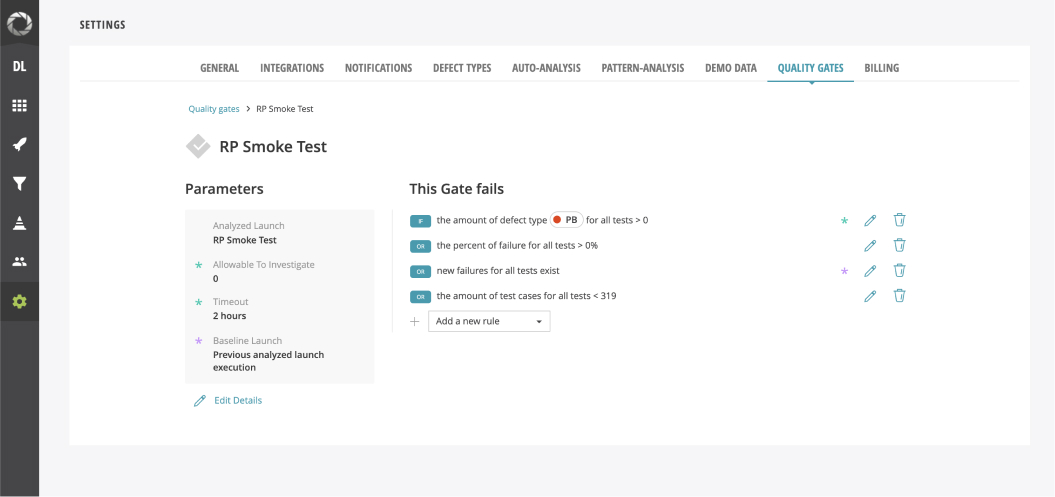 SETTINGS
DL
GENERAL INTEGRATIONS NOTIFICATIONS DEFECT TYPES AUTO-ANALYSIS PATTERN-ANALYSIS DEMO DATA QUALITY GATES BILLING
Quality gates > RP Smoke Test
RP Smoke Test
Parameters
Analyzed Launch
RP Smoke Test
* Allowable To Investigate
0
* Timeout
2 hours
* Baseline Launch
Previous analyzed launch
execution
Edit Details
This Gate fails
IF the amount of defect type PB for all tests > 0 *
OR the percent of failure for all tests > 0%
OR new failures for all tests exist *
OR the amount of test cases for all tests < 319
+ Add a new rule